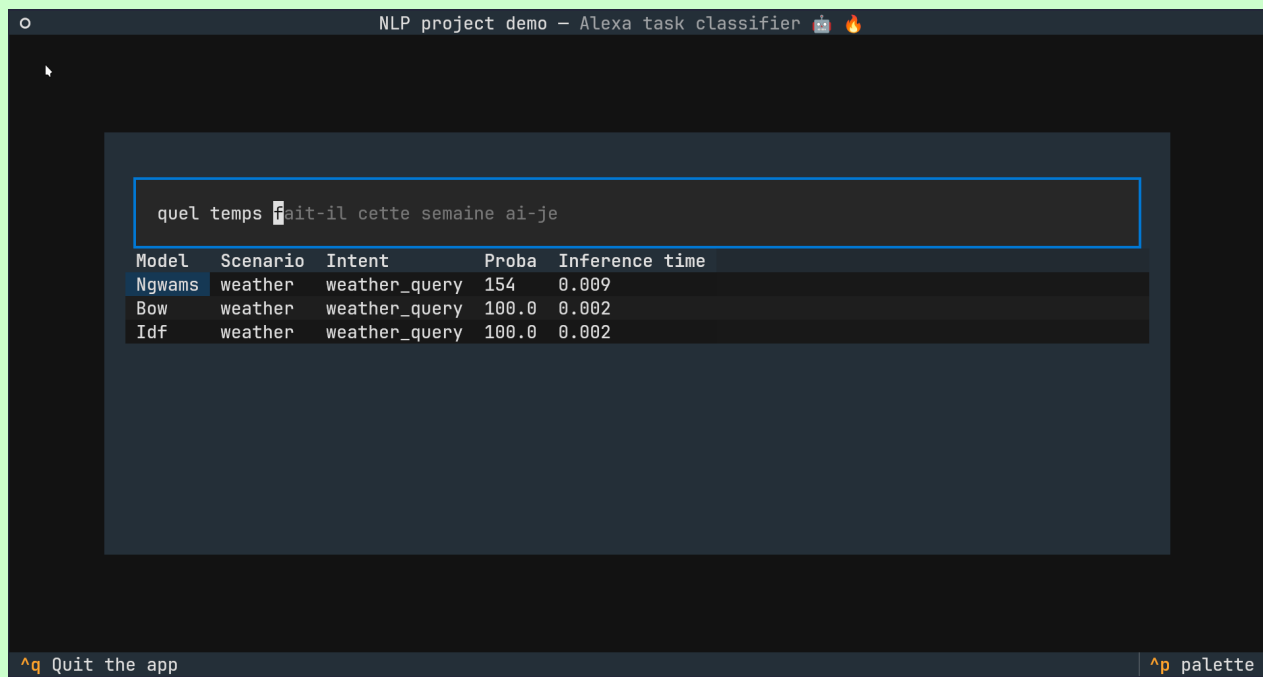 NLP project demo — Alexa task classifier 🤖 🔥
quel temps fait-il cette semaine ai-je
Model Scenario Intent Proba Inference time
Ngwams weather weather_query 154 0.009
Bow weather weather_query 100.0 0.002
Idf weather weather_query 100.0 0.002
^q Quit the app ^p palette